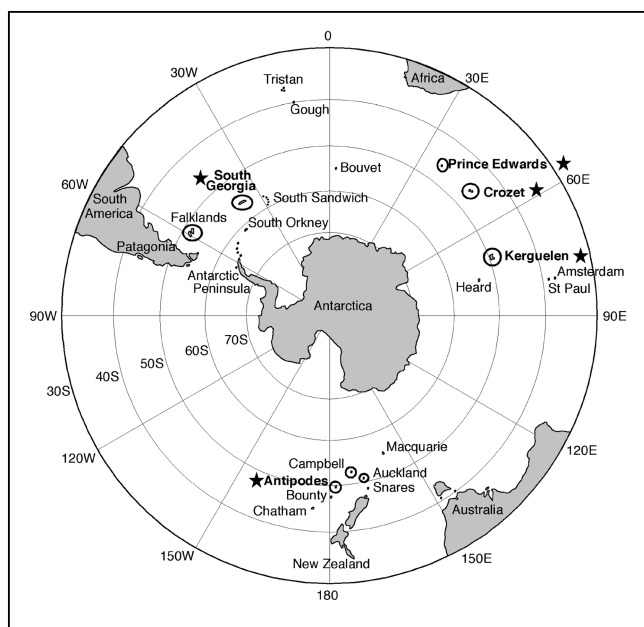 0
30W
Tristan
Africa
30E
Gough
Bouvet
Prince Edwards
60E
60W
South
Georgia
Crozet
South
America
South Sandwich
Falklands
South Orkney
Patagonia
Kerguelen
Antarctic
Peninsula
Amsterdam
Heard
St Paul
Antarctica
90W
90E
70S
60S
50S
40S
30S
120W
120E
Macquarie
Campbell
Auckland
Antipodes
Snares
Bounty
Chatham
Australia
150W
150E
New Zealand
180